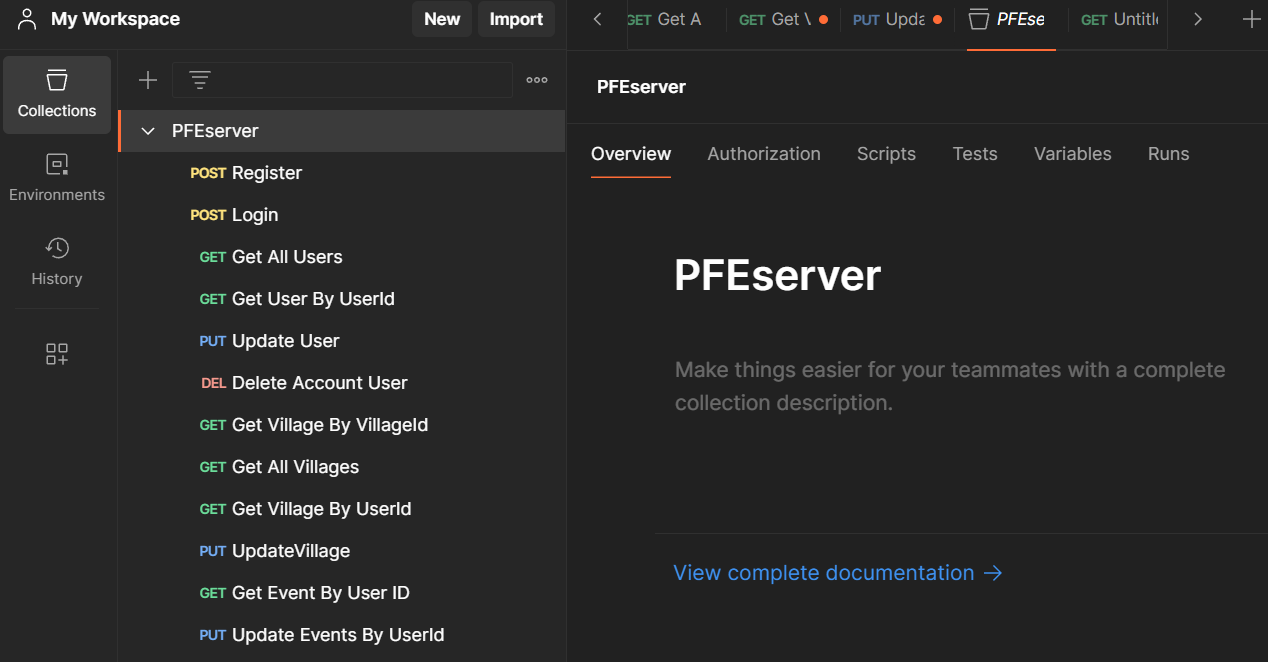 My Workspace
New
Import
GET Get A
GET Get V
PUT Upda
PFEse
GET Untitl
Collections
Environments
History
PFEserver
POST Register
POST Login
GET Get All Users
GET Get User By UserId
PUT Update User
DEL Delete Account User
GET Get Village By VillageId
GET Get All Villages
GET Get Village By UserId
PUT UpdateVillage
GET Get Event By User ID
PUT Update Events By UserId
PFEserver
Overview Authorization Scripts Tests Variables Runs
PFEserver
Make things easier for your teammates with a complete
collection description.
View complete documentation →